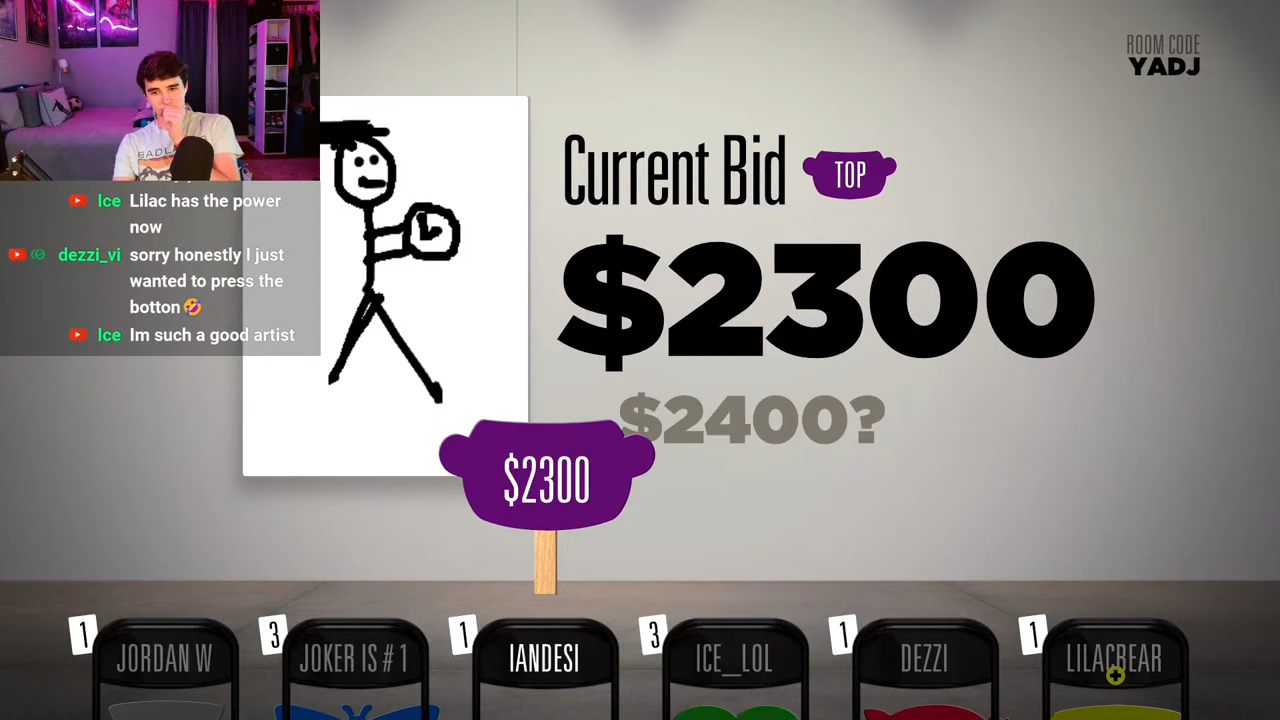 ROOM CODE
YADJ
Ice Lilac has the power
now
dezzi_vi sorry honestly I just
wanted to press the
botton🤣
Ice Im such a good artist
Current Bid TOP
$2300
$2400?
$2300
1 JORDAN W
3 JOKER IS #1
1 IANDESI
3 ICE_LOL
1 DEZZI
1 LILACREAR